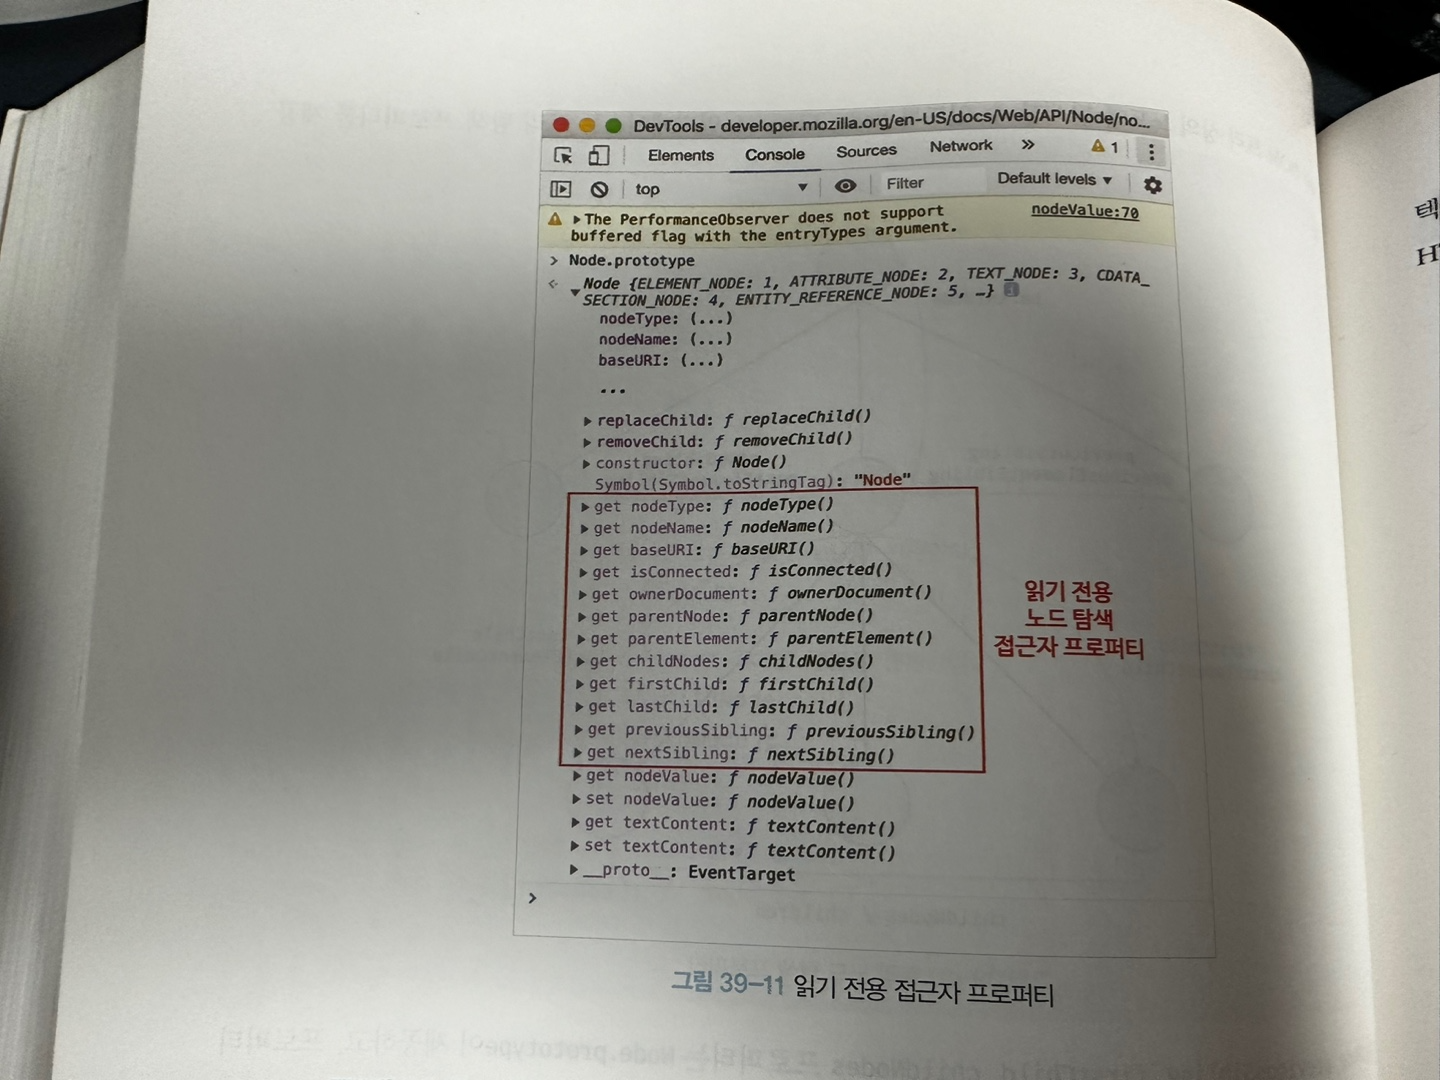 DevTools - developer.mozilla.org/en-US/docs/Web/API/Node/no...
Elements Console Sources Network » 1
top Filter Default levels ▼
▶The PerformanceObserver does not support nodeValue:70
buffered flag with the entryTypes argument.
> Node.prototype
Node {ELEMENT_NODE: 1, ATTRIBUTE_NODE: 2, TEXT_NODE: 3, CDATA_
SECTION_NODE: 4, ENTITY_REFERENCE_NODE: 5, …}
nodeType: (...)
nodeName: (...)
baseURI: (...)
...
▶ replaceChild: ƒ replaceChild()
▶ removeChild: ƒ removeChild()
▶ constructor: ƒ Node()
Symbol(Symbol.toStringTag): "Node"
▶ get nodeType: ƒ nodeType()
▶ get nodeName: ƒ nodeName()
▶ get baseURI: ƒ baseURI()
▶ get isConnected: ƒ isConnected()
▶ get ownerDocument: ƒ ownerDocument()
▶ get parentNode: ƒ parentNode()
▶ get parentElement: ƒ parentElement()
▶ get childNodes: ƒ childNodes()
▶ get firstChild: ƒ firstChild()
▶ get lastChild: ƒ lastChild()
▶ get previousSibling: ƒ previousSibling()
▶ get nextSibling: ƒ nextSibling()
읽기 전용
노드 탐색
접근자 프로퍼티
▶ get nodeValue: ƒ nodeValue()
▶ set nodeValue: ƒ nodeValue()
▶ get textContent: ƒ textContent()
▶ set textContent: ƒ textContent()
▶ __proto__: EventTarget
>
그림 39-11 읽기 전용 접근자 프로퍼티